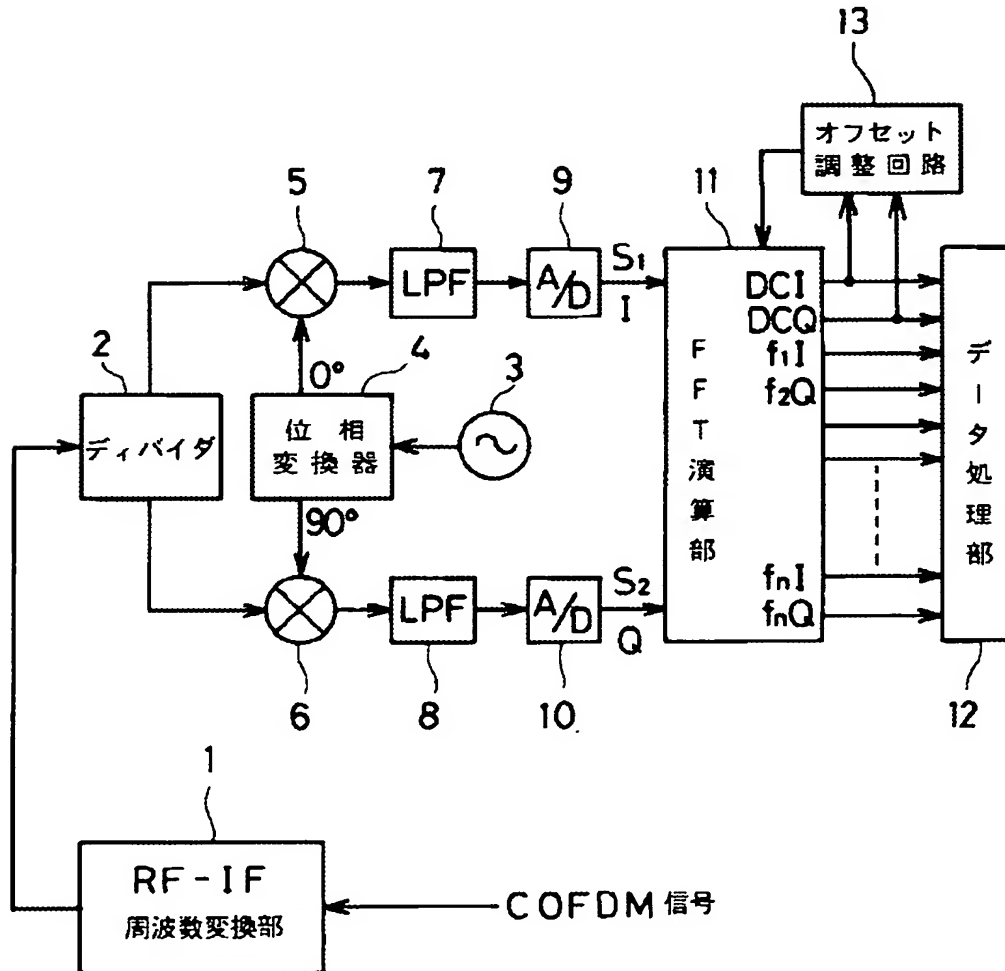 13
オフセット
調整回路
5
7
9
11
LPF
A/D
S1
I
2
0°
4
3
ディバイダ
位相
変換器
90°
LPF
A/D
S2
Q
6
8
10
FFT演算部
DCI
DCQ
f1I
f2Q
fnI
fnQ
データ処理部
12
1
RF-IF
周波数変換部
COFDM信号